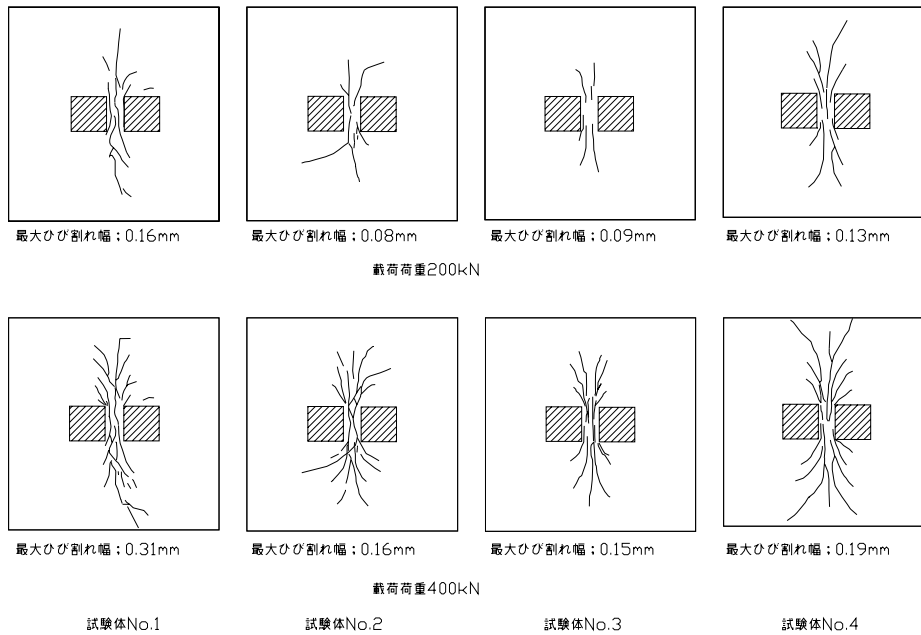 最大ひび割れ幅；0.16mm
最大ひび割れ幅；0.08mm
最大ひび割れ幅；0.09mm
最大ひび割れ幅；0.13mm
載荷荷重200kN
最大ひび割れ幅；0.31mm
最大ひび割れ幅；0.16mm
最大ひび割れ幅；0.15mm
最大ひび割れ幅；0.19mm
載荷荷重400kN
試験体No.1
試験体No.2
試験体No.3
試験体No.4